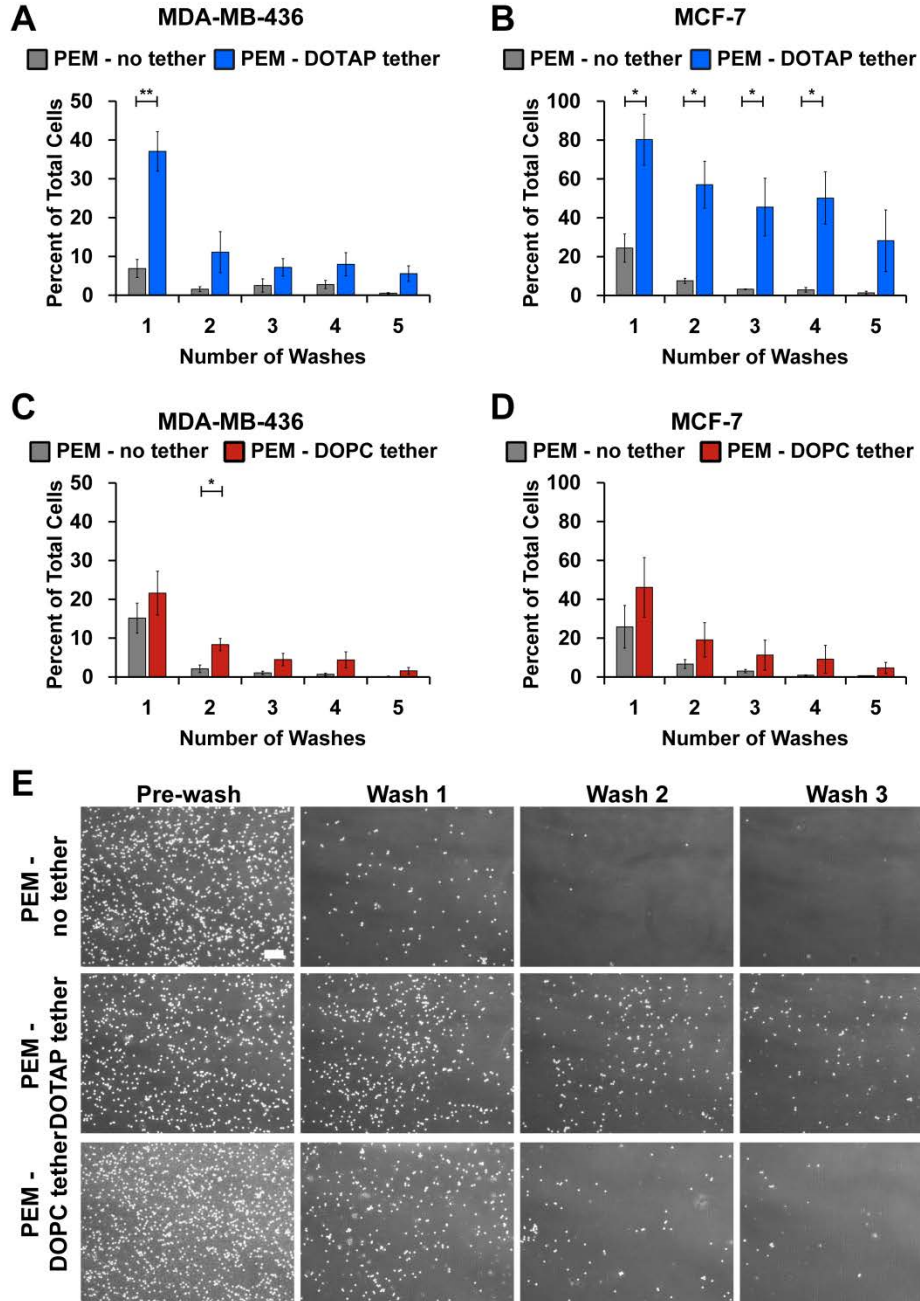 A
MDA-MB-436
PEM - no tether PEM - DOTAP tether
Percent of Total Cells
50
40
30
20
10
0
**
1 2 3 4 5
Number of Washes
B
MCF-7
PEM - no tether PEM - DOTAP tether
Percent of Total Cells
100
80
60
40
20
0
* * * *
1 2 3 4 5
Number of Washes
C
MDA-MB-436
PEM - no tether PEM - DOPC tether
Percent of Total Cells
50
40
30
20
10
0
*
1 2 3 4 5
Number of Washes
D
MCF-7
PEM - no tether PEM - DOPC tether
Percent of Total Cells
100
80
60
40
20
0
1 2 3 4 5
Number of Washes
E
Pre-wash Wash 1 Wash 2 Wash 3
PEM -
no tether
PEM -
DOTAP tether
PEM -
DOPC tether